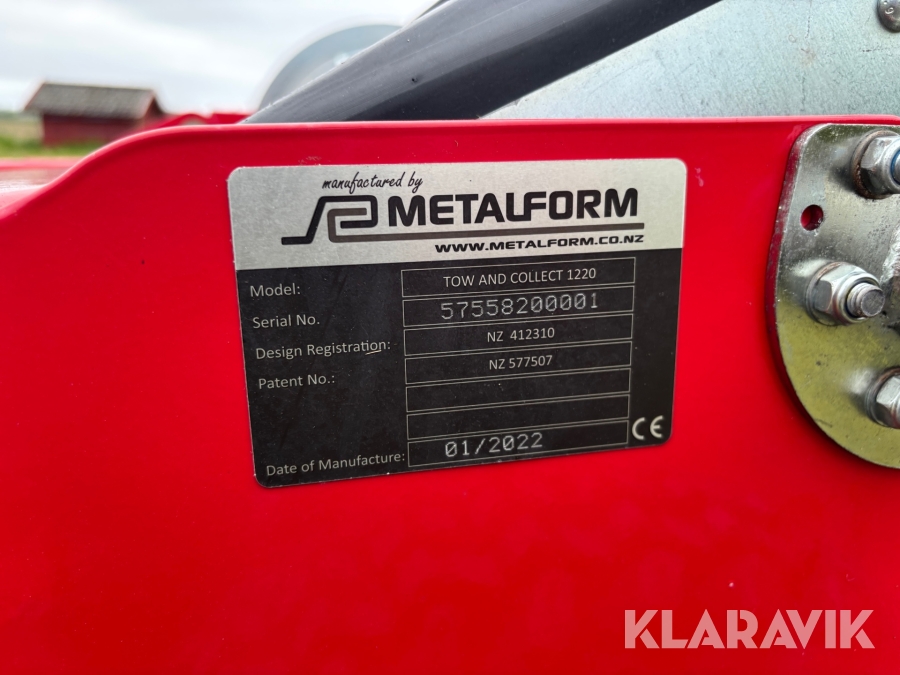 manufactured by
METALFORM
WWW.METALFORM.CO.NZ
Model: TOW AND COLLECT 1220
Serial No. 57558200001
Design Registration: NZ 412310
Patent No.: NZ 577507
Date of Manufacture: 01/2022
CE
KLARAVIK